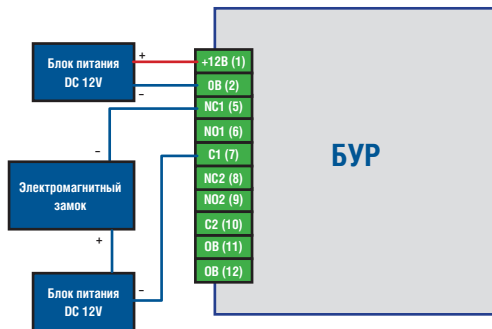 Блок питания
DC 12V
+
–
+12В (1)
0В (2)
NC1 (5)
NO1 (6)
C1 (7)
NC2 (8)
NO2 (9)
C2 (10)
0В (11)
0В (12)
БУР
–
Электромагнитный
замок
+
Блок питания
DC 12V
–